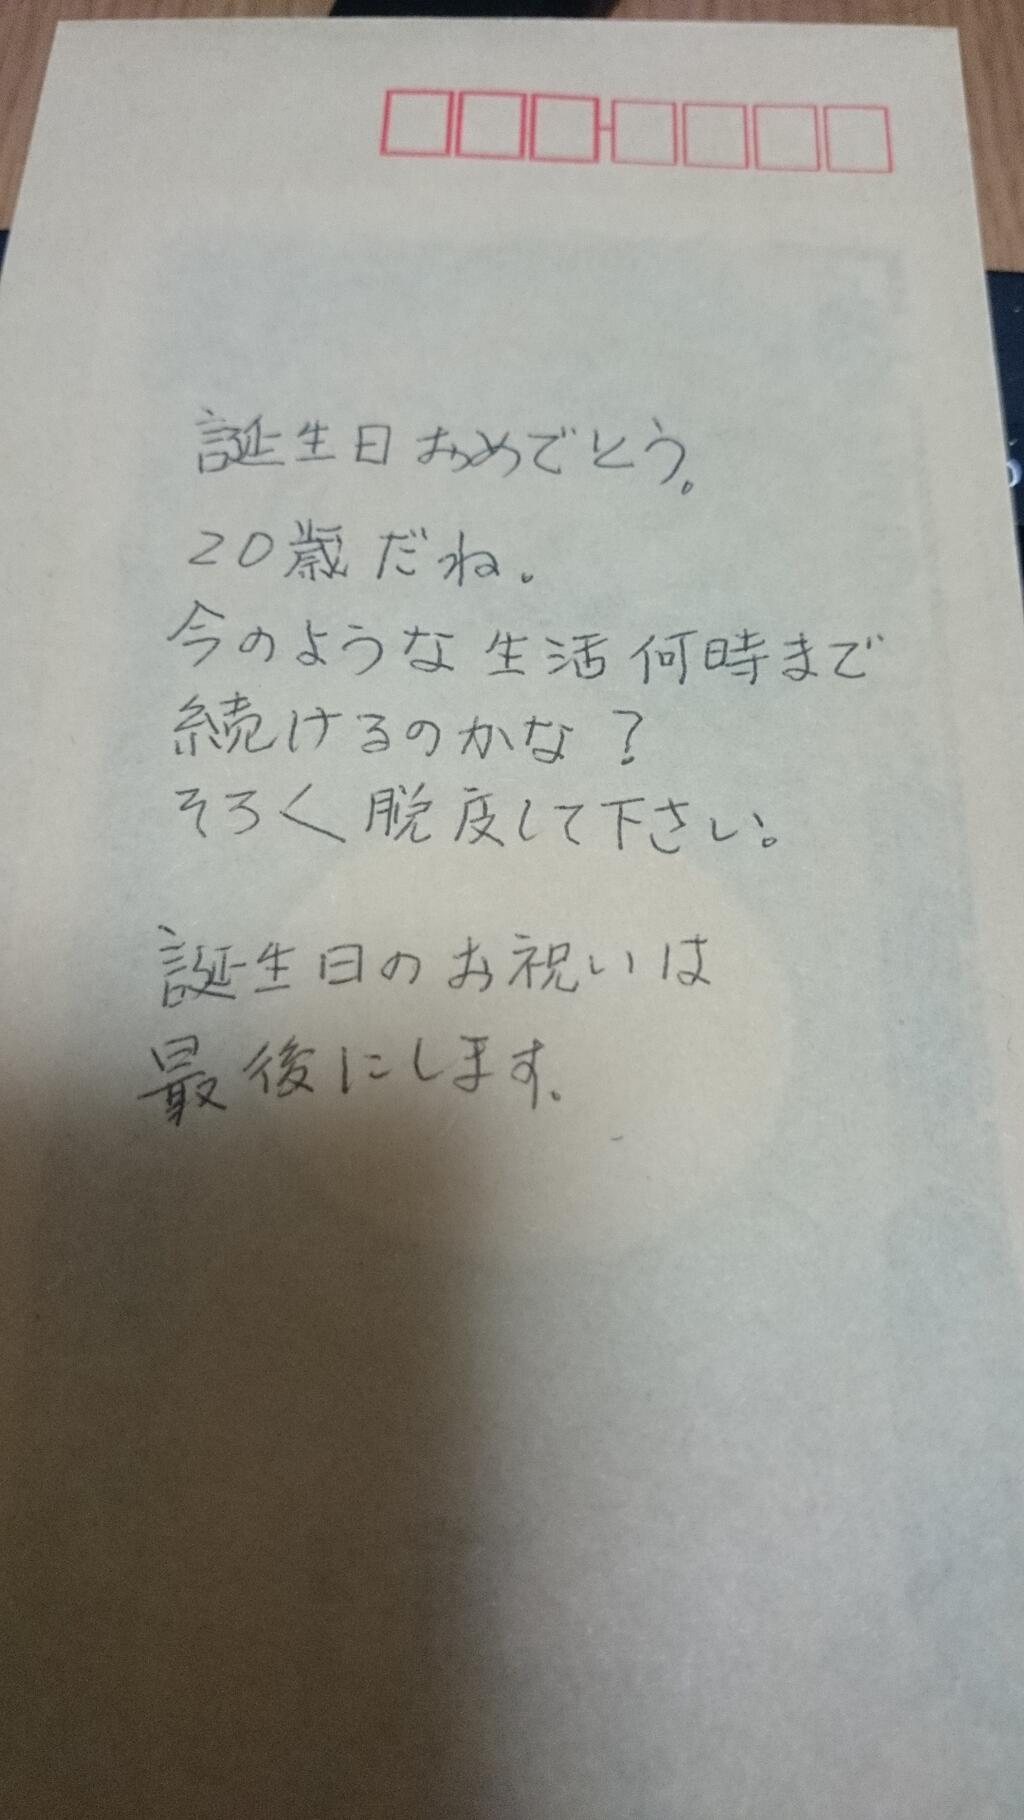 誕生日おめでとう。
20歳だね。
今のような生活何時まで
続けるのかな？
そろ〱脱皮して下さい。
誕生日のお祝いは
最後にします。